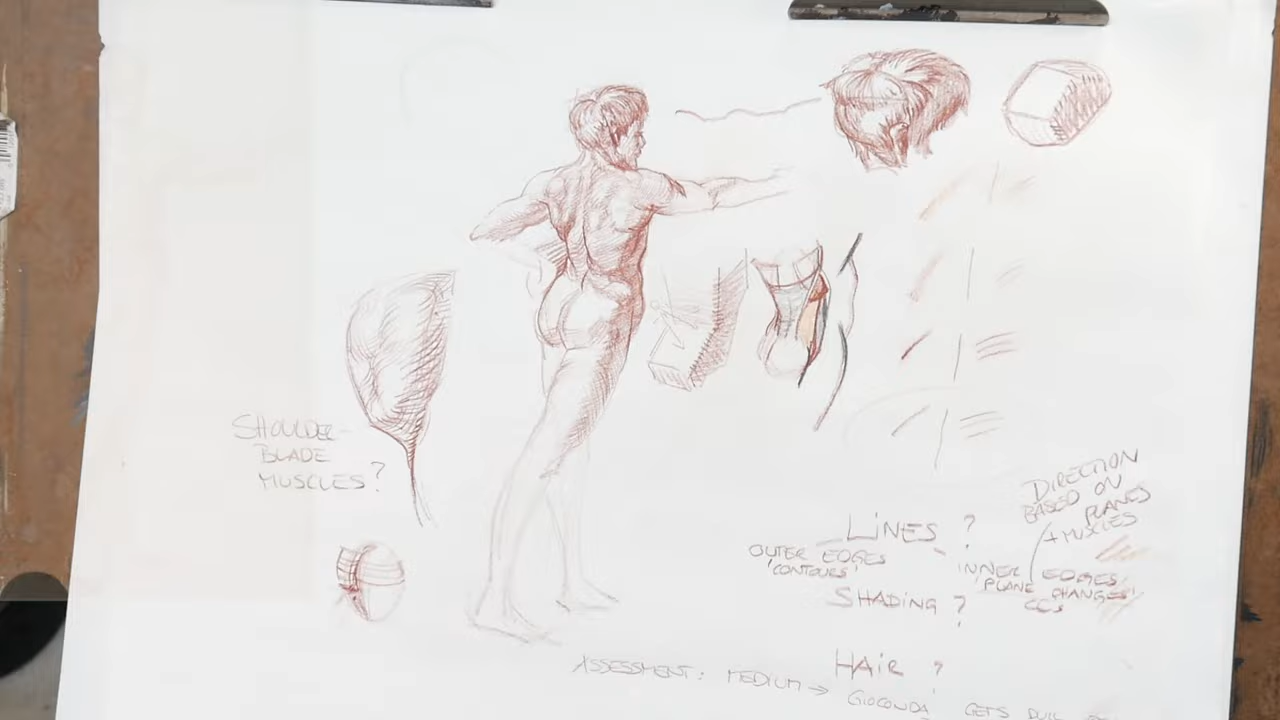 SHOULDER-
BLADE
MUSCLES?
DIRECTION
BASED ON
PLANES
+ MUSCLES
LINES ?
OUTER EDGES
'CONTOURS'
INNER EDGES
'PLANE CHANGES'
SHADING ?
HAIR ?
ASSESSMENT: MEDIUM → GIOCONDA GETS DULL